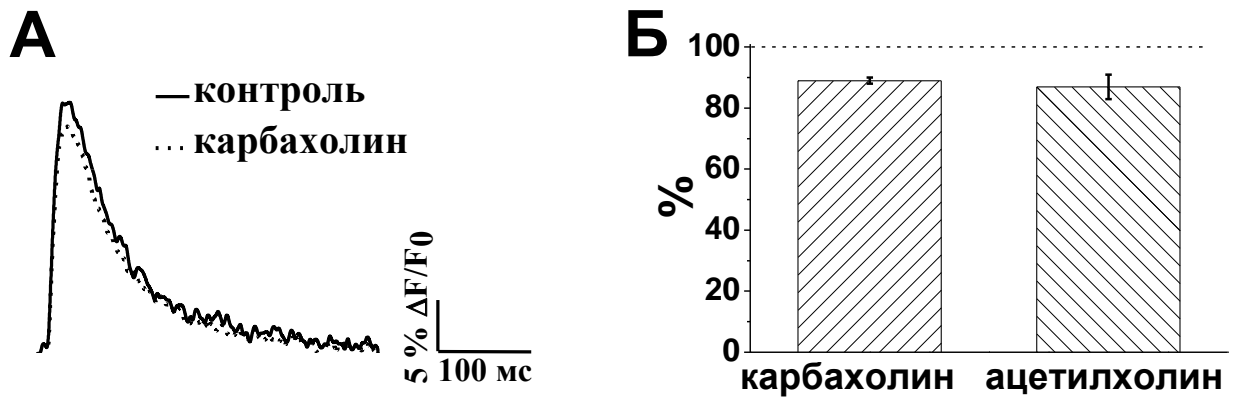 А
контроль
карбахолин
5 % ΔF/F0
100 мс
Б
%
100
80
60
40
20
0
карбахолин
ацетилхолин